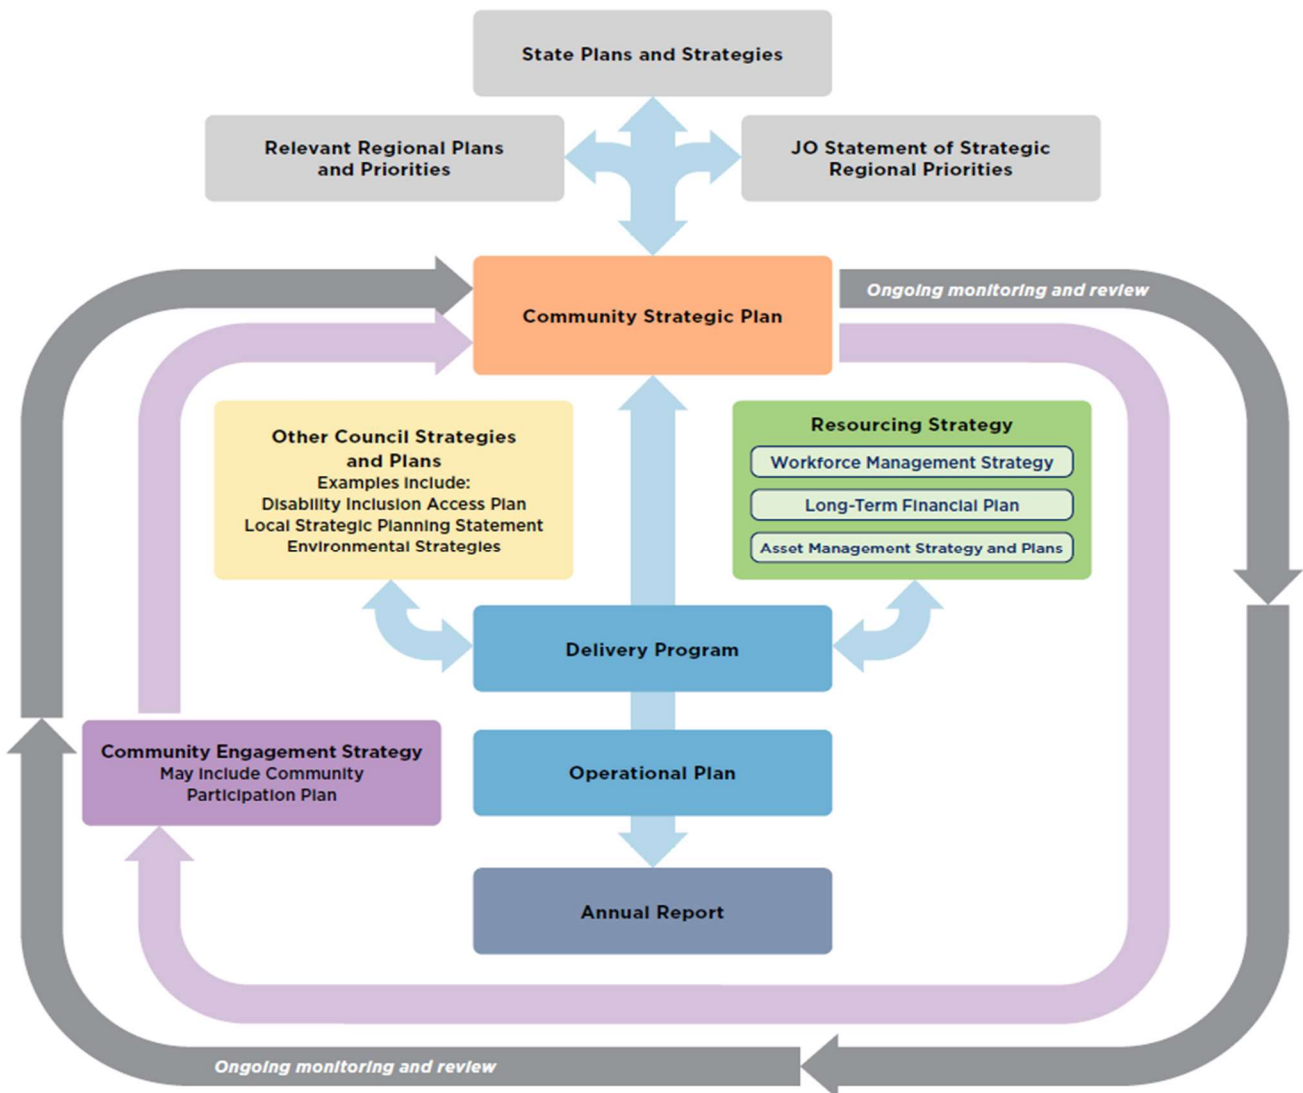 State Plans and Strategies
Relevant Regional Plans
and Priorities
JO Statement of Strategic
Regional Priorities
Community Strategic Plan
Ongoing monitoring and review
Other Council Strategies
and Plans
Examples include:
Disability Inclusion Access Plan
Local Strategic Planning Statement
Environmental Strategies
Resourcing Strategy
Workforce Management Strategy
Long-Term Financial Plan
Asset Management Strategy and Plans
Delivery Program
Community Engagement Strategy
May include Community
Participation Plan
Operational Plan
Annual Report
Ongoing monitoring and review